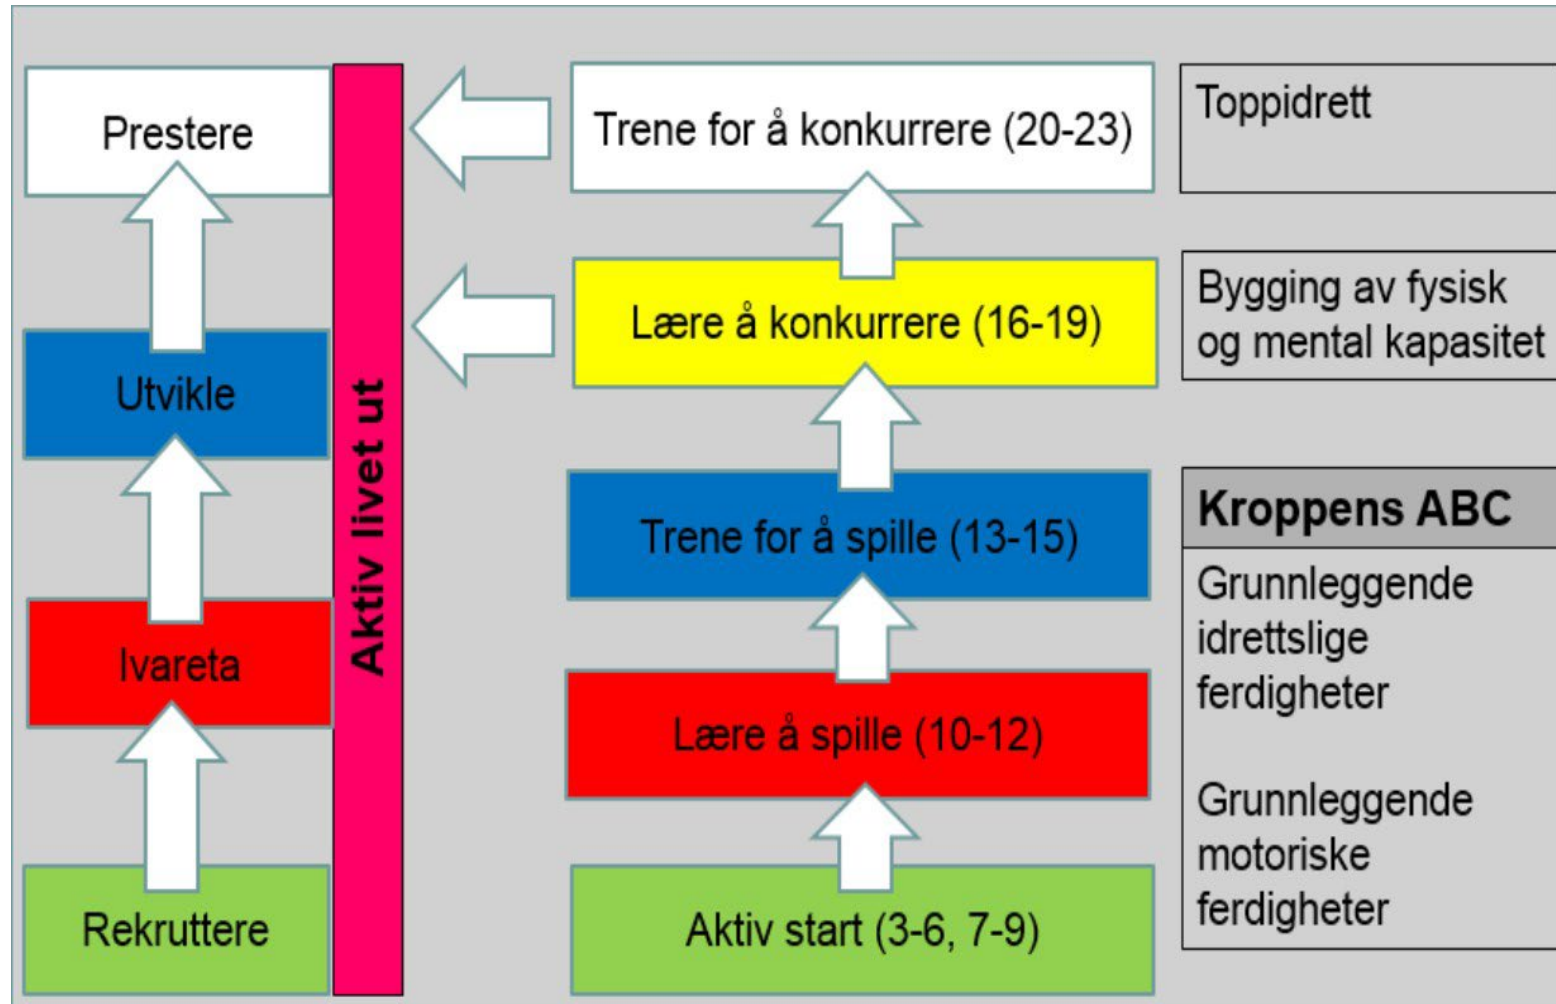 Prestere
Utvikle
Ivareta
Rekruttere
Aktiv livet ut
Trene for å konkurrere (20-23)
Lære å konkurrere (16-19)
Trene for å spille (13-15)
Lære å spille (10-12)
Aktiv start (3-6, 7-9)
Toppidrett
Bygging av fysisk
og mental kapasitet
Kroppens ABC
Grunnleggende
idrettslige
ferdigheter
Grunnleggende
motoriske
ferdigheter